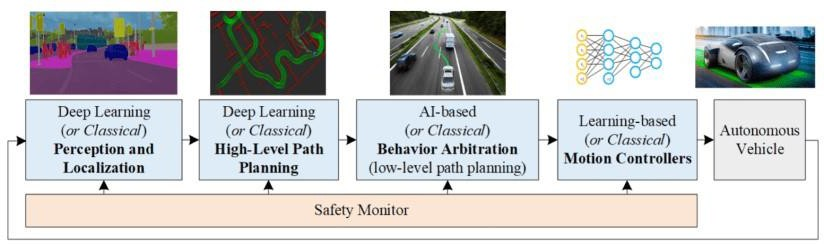 Deep Learning
(or Classical)
Perception and
Localization
Deep Learning
(or Classical)
High-Level Path
Planning
AI-based
(or Classical)
Behavior Arbitration
(low-level path planning)
Learning-based
(or Classical)
Motion Controllers
Autonomous
Vehicle
Safety Monitor